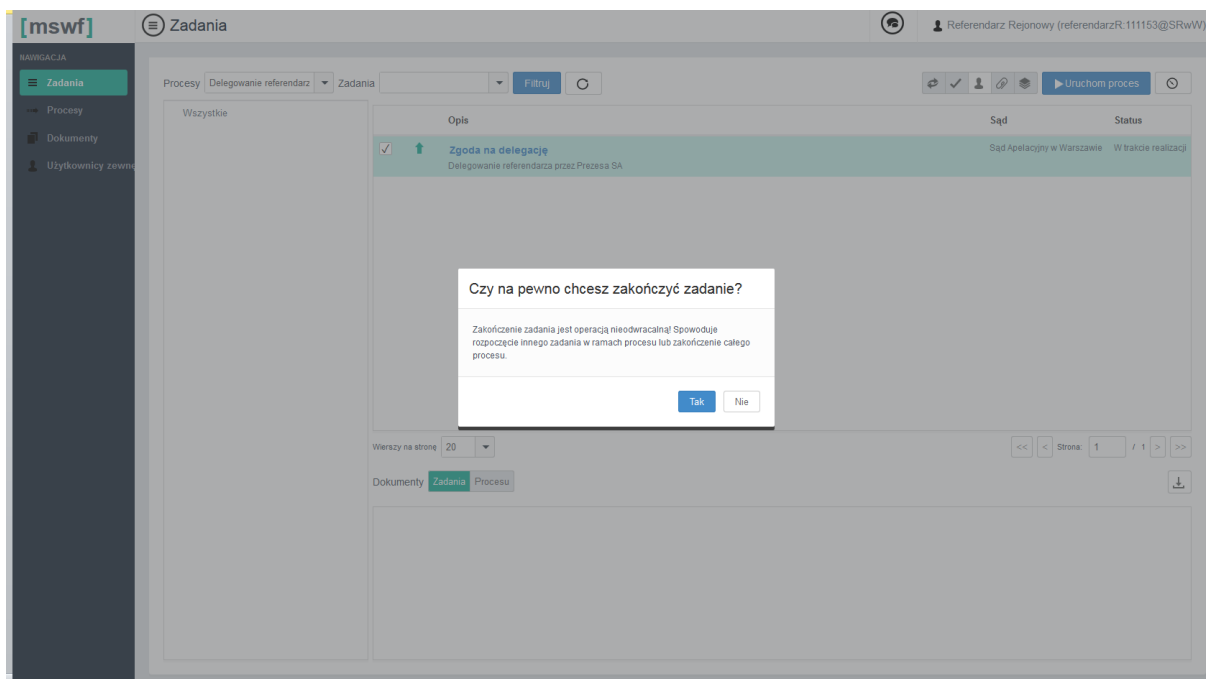 [mswf]
Zadania
Referendarz Rejonowy (referendarzR:111153@SRwW)
NAWIGACJA
Zadania
Procesy
Dokumenty
Użytkownicy zewnę
Procesy Delegowanie referendarz Zadania Filtruj Uruchom proces
Wszystkie
Opis Sąd Status
Zgoda na delegację Sąd Apelacyjny w Warszawie W trakcie realizacji
Delegowanie referendarza przez Prezesa SA
Czy na pewno chcesz zakończyć zadanie?
Zakończenie zadania jest operacją nieodwracalną! Spowoduje
rozpoczęcie innego zadania w ramach procesu lub zakończenie całego
procesu.
Tak Nie
Wierszy na stronę 20 << < Strona: 1 / 1 > >>
Dokumenty Zadania Procesu